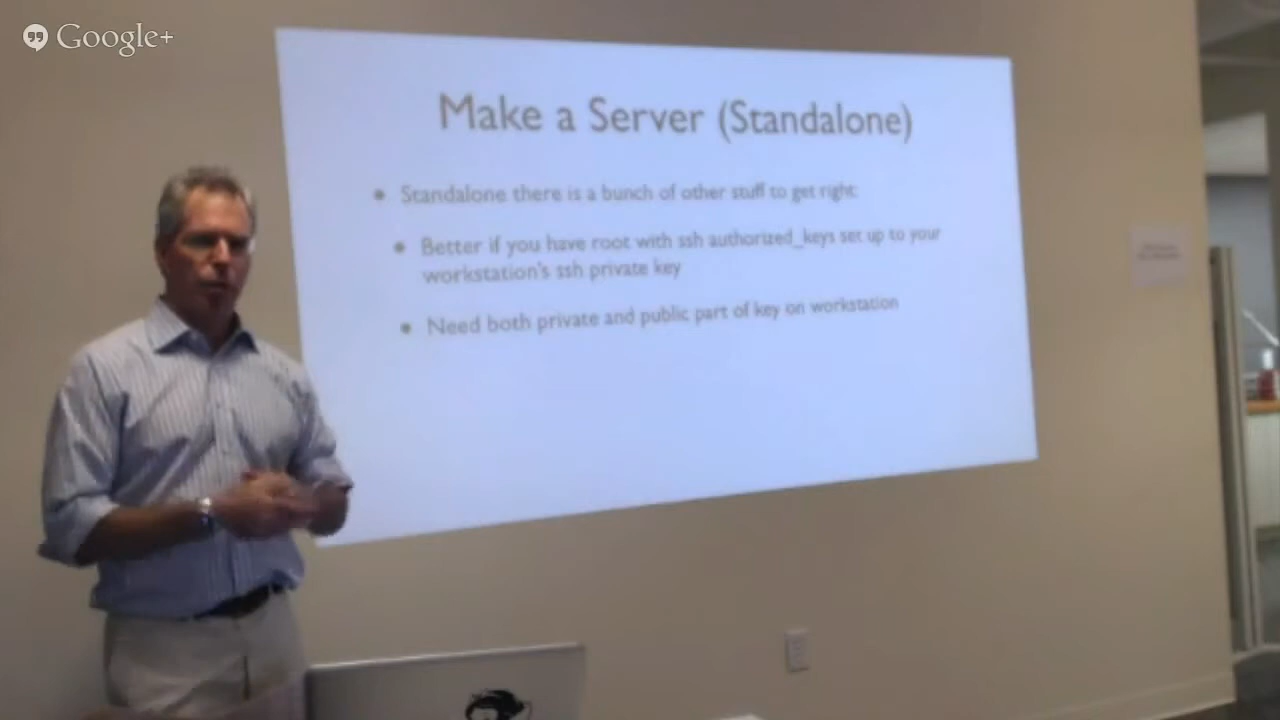 Google+
Make a Server (Standalone)
Standalone there is a bunch of other stuff to get right:
Better if you have root with ssh authorized_keys set up to your
workstation's ssh private key
Need both private and public part of key on workstation